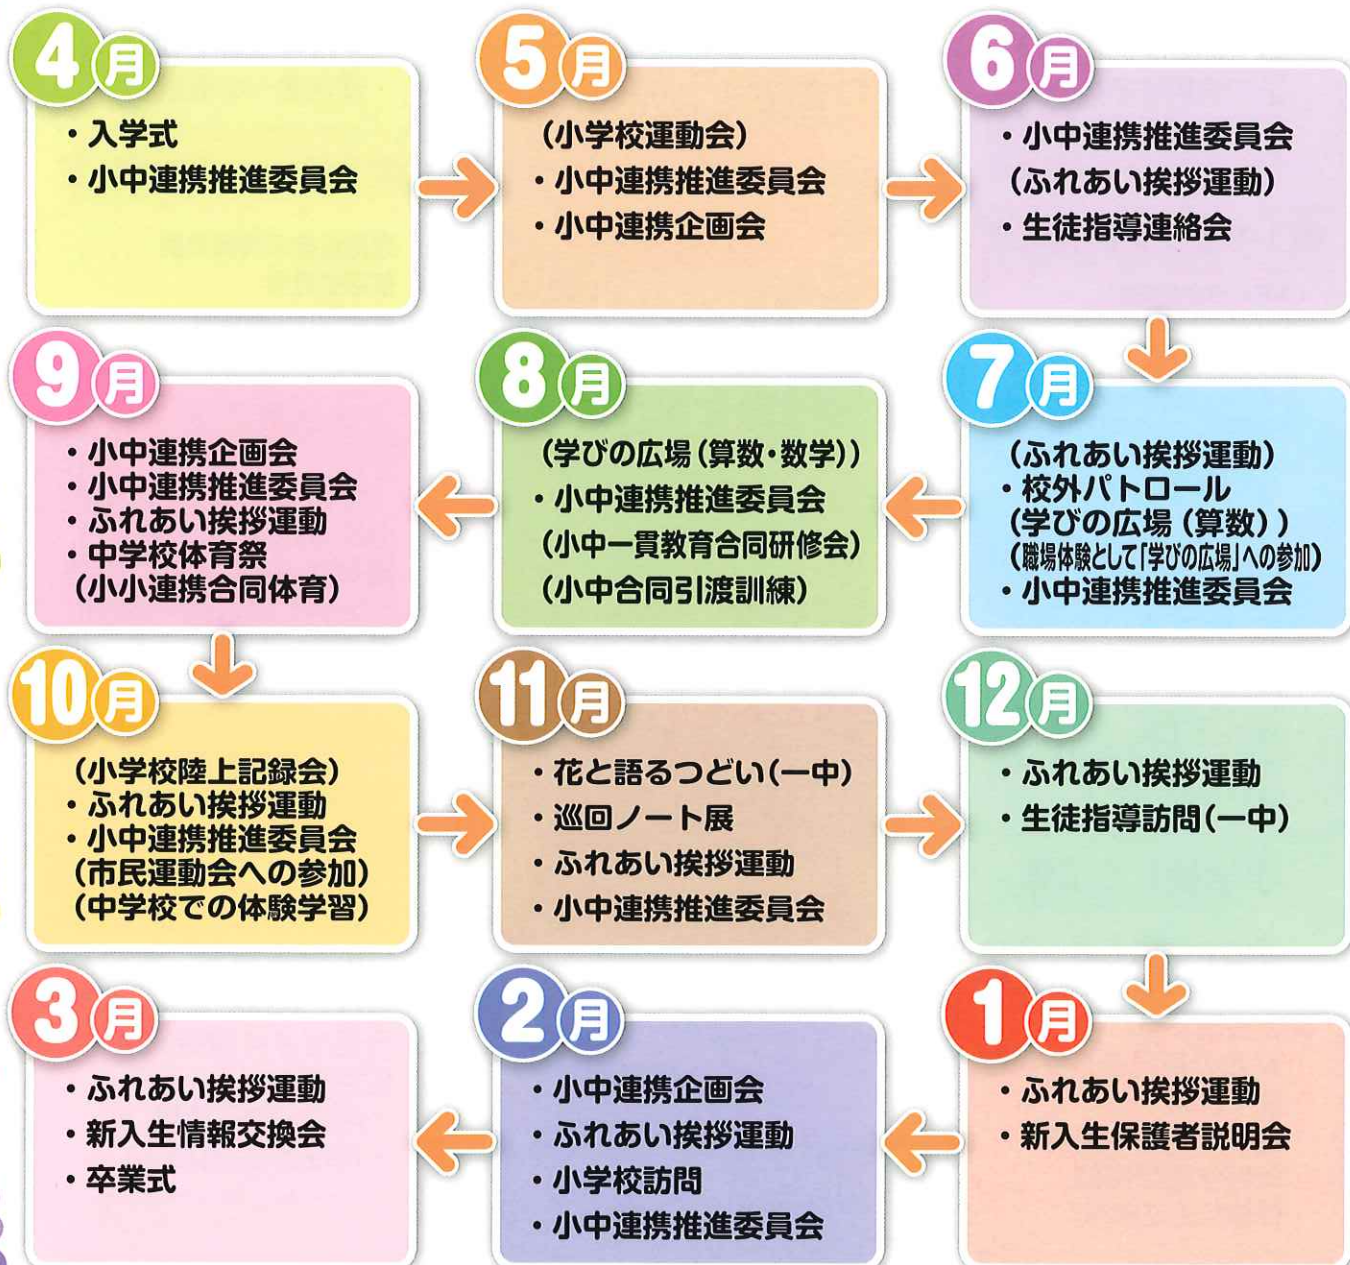 4月
・入学式
・小中連携推進委員会
5月
(小学校運動会)
・小中連携推進委員会
・小中連携企画会
6月
・小中連携推進委員会
(ふれあい挨拶運動)
・生徒指導連絡会
7月
(ふれあい挨拶運動)
・校外パトロール
(学びの広場(算数))
(職場体験として「学びの広場」への参加)
・小中連携推進委員会
8月
(学びの広場(算数・数学))
・小中連携推進委員会
(小中一貫教育合同研修会)
(小中合同引渡訓練)
9月
・小中連携企画会
・小中連携推進委員会
・ふれあい挨拶運動
・中学校体育祭
(小小連携合同体育)
10月
(小学校陸上記録会)
・ふれあい挨拶運動
・小中連携推進委員会
(市民運動会への参加)
(中学校での体験学習)
11月
・花と語るつどい(一中)
・巡回ノート展
・ふれあい挨拶運動
・小中連携推進委員会
12月
・ふれあい挨拶運動
・生徒指導訪問(一中)
1月
・ふれあい挨拶運動
・新入生保護者説明会
2月
・小中連携企画会
・ふれあい挨拶運動
・小学校訪問
・小中連携推進委員会
3月
・ふれあい挨拶運動
・新入生情報交換会
・卒業式